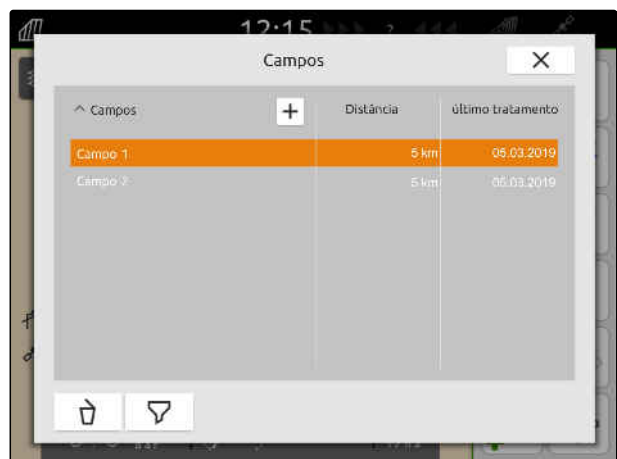 12:15
Campos
^ Campos + Distância último tratamento
Campo 1 5 km 05.03.2019
Campo 2 5 km 05.03.2019